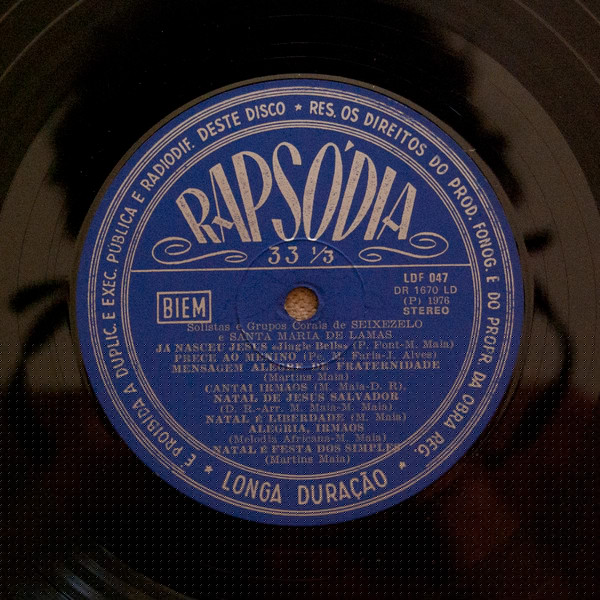 ★ RES. OS DIREITOS DO PROD. FONOG. E DO PROPR. DA OBRA REG. ★ LONGA DURAÇÃO ★ E PROIBIDA A DUPLIC. E EXEC. PÚBLICA E RADIODIF. DESTE DISCO
RAPSÓDIA
33 ⅓
LDF 047
DR 1670 LD
(P) 1976
STEREO
BIEM
Solistas e Grupos Corais de SEIXEZELO
e SANTA MARIA DE LAMAS
JÁ NASCEU JESUS «Jingle Bells» (P. Pont-M. Maia)
PRECE AO MENINO (Pe. M. Faria-J. Alves)
MENSAGEM ALEGRE DE FRATERNIDADE
(Martins Maia)
CANTAI IRMÃOS (M. Maia-D. R).
NATAL DE JESUS SALVADOR
(D. R.-Arr. M. Maia-M. Maia)
NATAL É LIBERDADE (M. Maia)
ALEGRIA, IRMÃOS
(Melodia Africana-M. Maia)
NATAL É FESTA DOS SIMPLES
(Martins Maia)